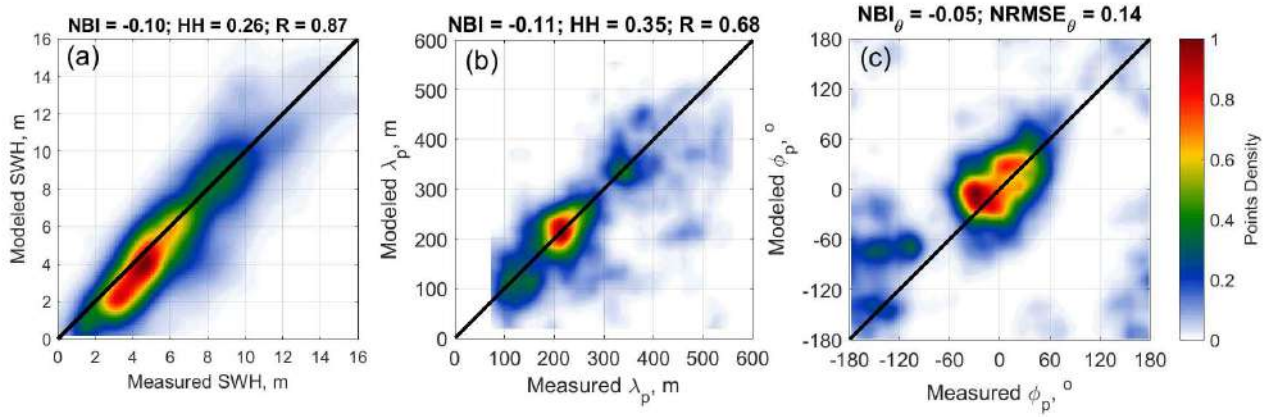 NBI = -0.10; HH = 0.26; R = 0.87
(a)
16
14
12
10
8
6
4
2
0
Modeled SWH, m
0 2 4 6 8 10 12 14 16
Measured SWH, m
NBI = -0.11; HH = 0.35; R = 0.68
(b)
600
500
400
300
200
100
0
Modeled λp, m
0 100 200 300 400 500 600
Measured λp, m
NBIθ = -0.05; NRMSEθ = 0.14
(c)
180
120
60
0
-60
-120
-180
Modeled ϕp, °
-180 -120 -60 0 60 120 180
Measured ϕp, °
1
0.8
0.6
0.4
0.2
0
Points Density